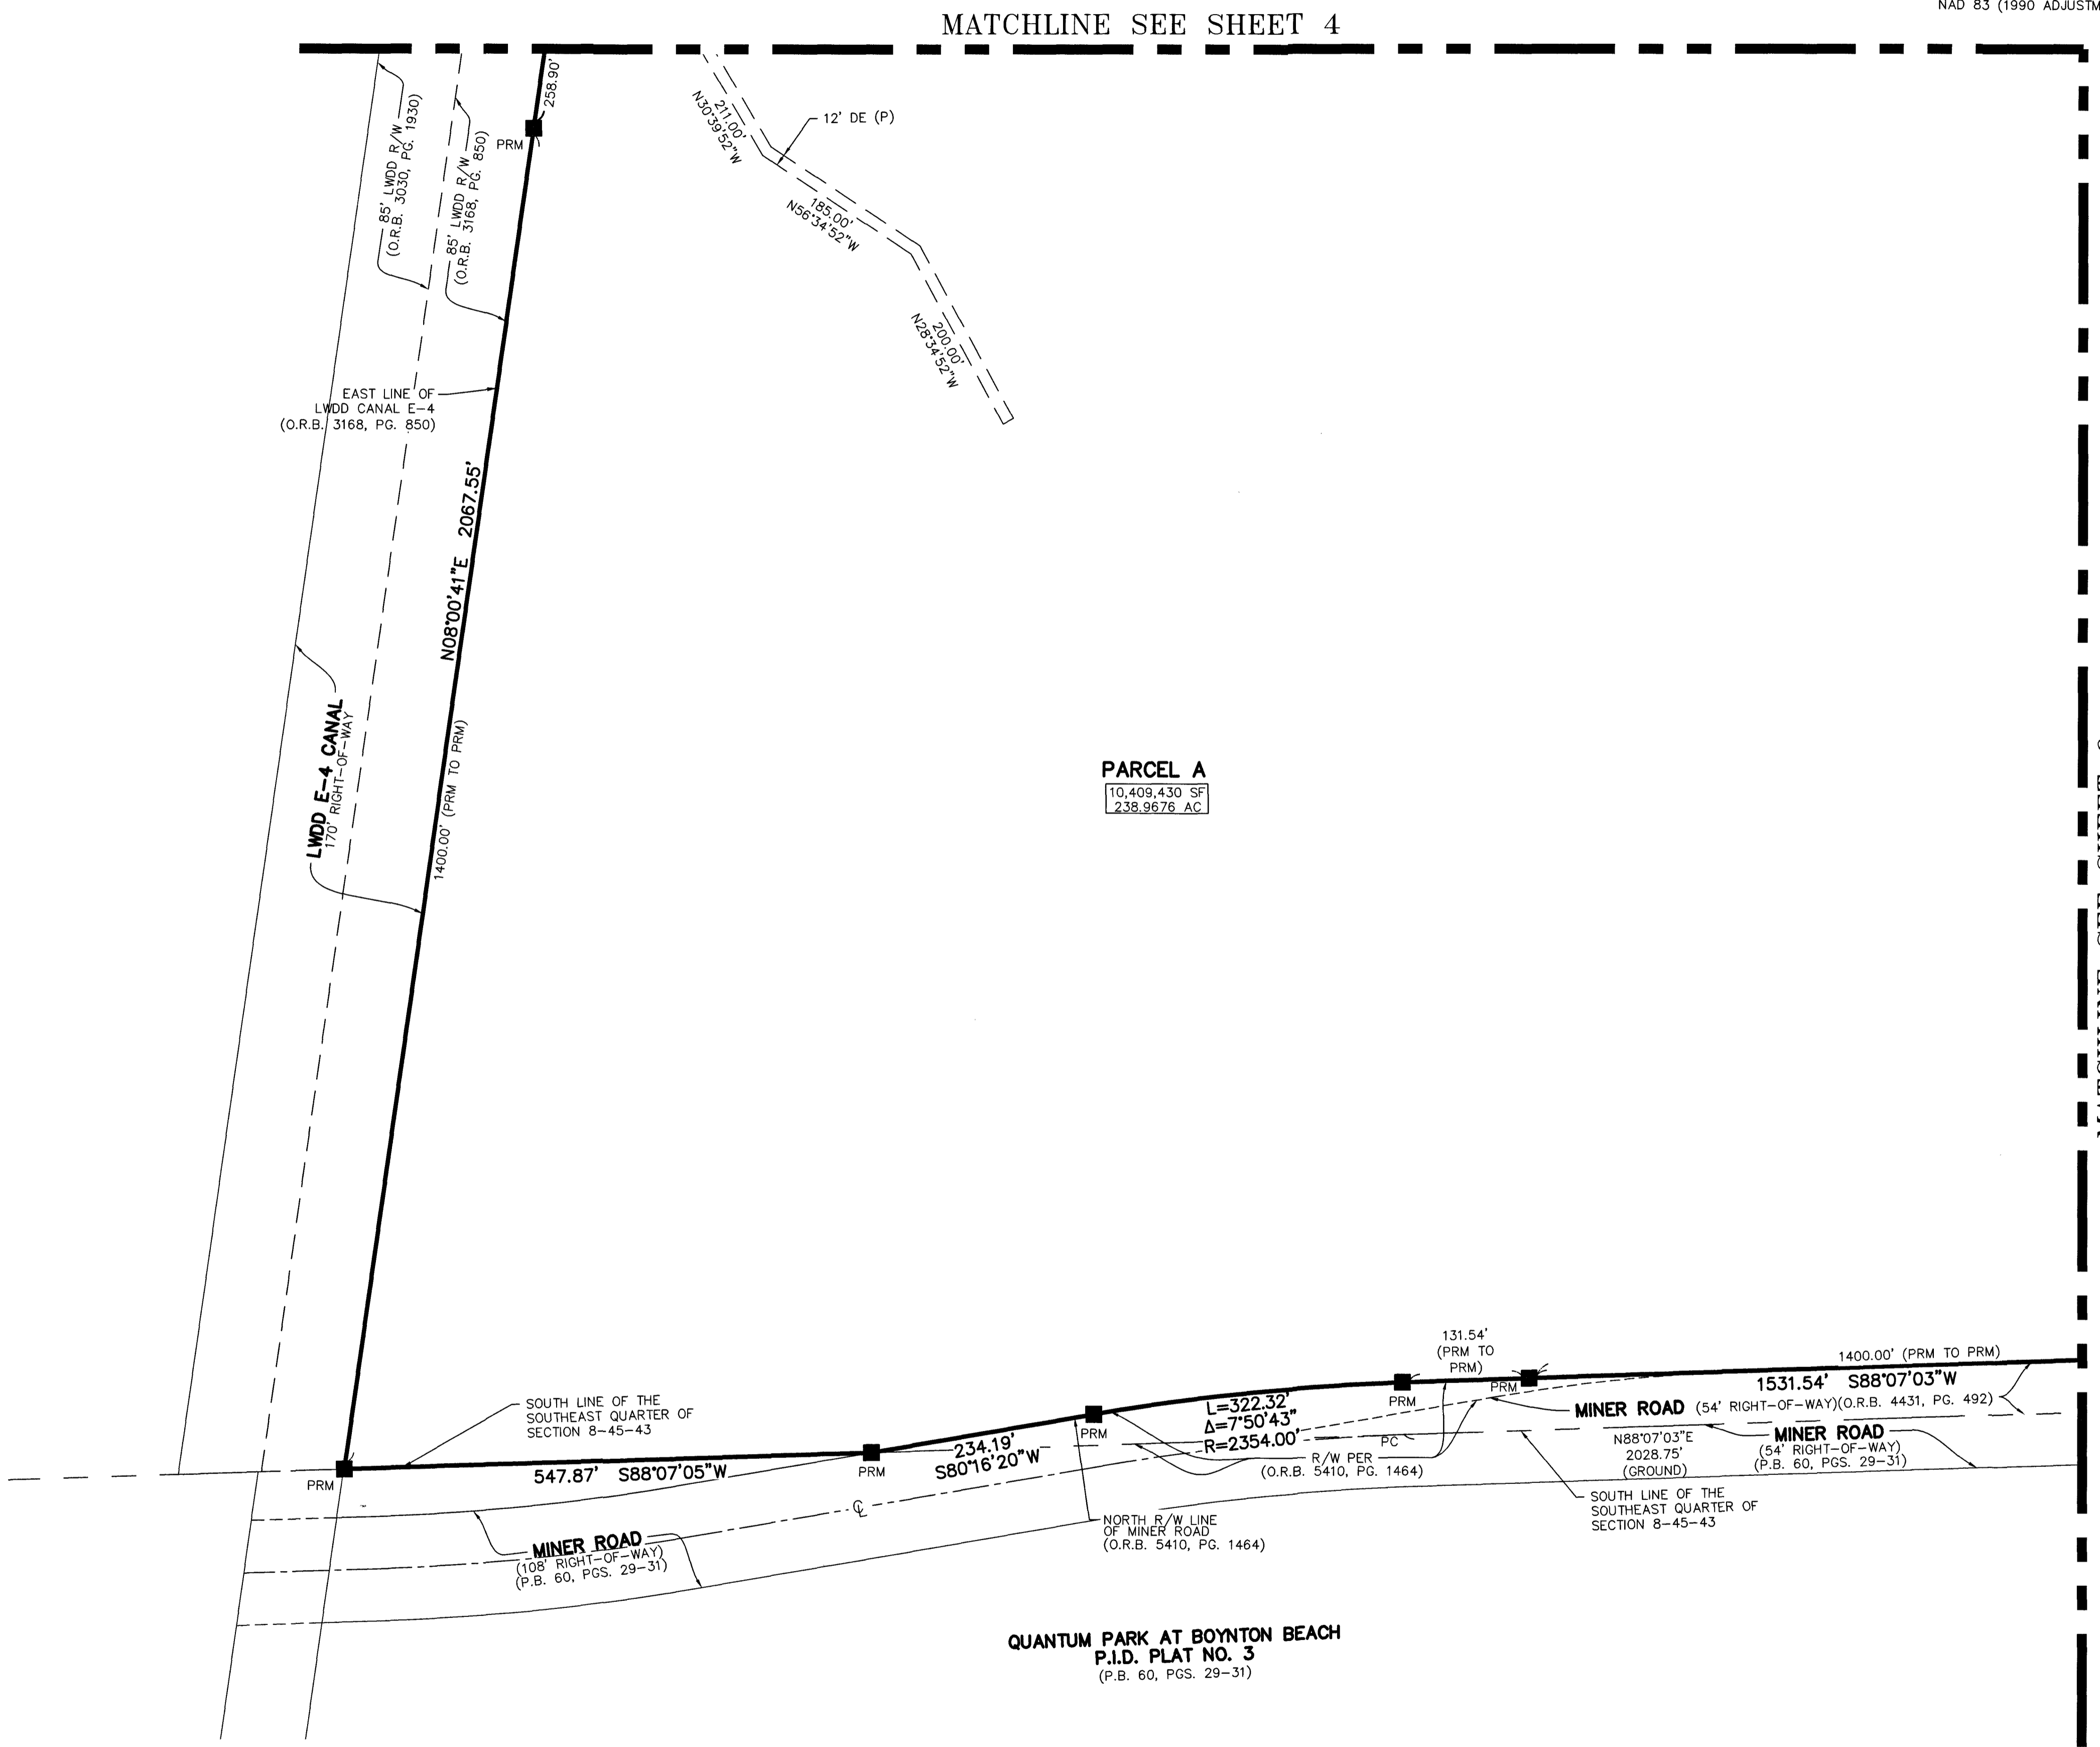 NAD 83 (1990 ADJUSTM
MATCHLINE SEE SHEET 4
258.90'
PRM
85' LWDD R/W
(O.R.B. 3030, PG. 1930)
85' LWDD R/W
(O.R.B. 3168, PG. 850)
211.00'
N30°39'52"W
12' DE (P)
185.00'
N56°34'52"W
200.00'
N28°34'52"W
EAST LINE OF
LWDD CANAL E-4
(O.R.B. 3168, PG. 850)
N08°00'41"E 2067.55'
1400.00' (PRM TO PRM)
LWDD E-4 CANAL
170' RIGHT-OF-WAY
PARCEL A
10,409,430 SF
238.9676 AC
131.54'
(PRM TO
PRM)
1400.00' (PRM TO PRM)
1531.54' S88°07'03"W
PRM
PRM
MINER ROAD (54' RIGHT-OF-WAY)(O.R.B. 4431, PG. 492)
L=322.32'
Δ=7°50'43"
R=2354.00'
PRM
PC
N88°07'03"E
2028.75'
(GROUND)
MINER ROAD
(54' RIGHT-OF-WAY)
(P.B. 60, PGS. 29-31)
SOUTH LINE OF THE
SOUTHEAST QUARTER OF
SECTION 8-45-43
234.19'
S80°16'20"W
R/W PER
(O.R.B. 5410, PG. 1464)
PRM
547.87' S88°07'05"W
PRM
SOUTH LINE OF THE
SOUTHEAST QUARTER OF
SECTION 8-45-43
NORTH R/W LINE
OF MINER ROAD
(O.R.B. 5410, PG. 1464)
CL
MINER ROAD
(108' RIGHT-OF-WAY)
(P.B. 60, PGS. 29-31)
QUANTUM PARK AT BOYNTON BEACH
P.I.D. PLAT NO. 3
(P.B. 60, PGS. 29-31)